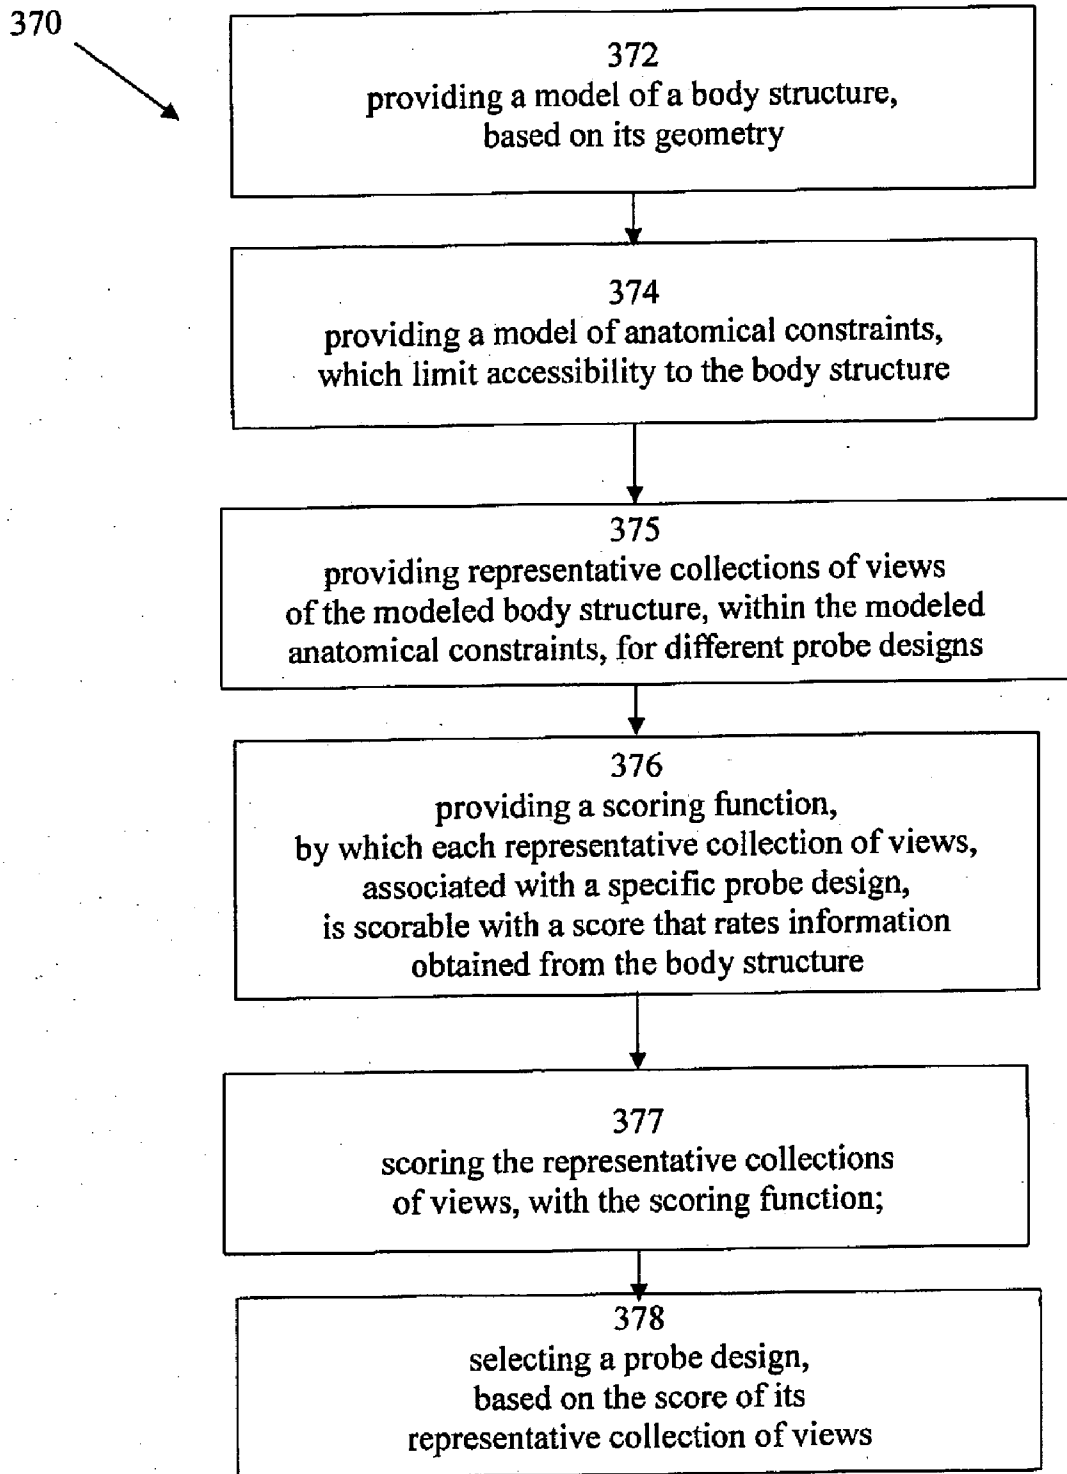 370
372
providing a model of a body structure,
based on its geometry
374
providing a model of anatomical constraints,
which limit accessibility to the body structure
375
providing representative collections of views
of the modeled body structure, within the modeled
anatomical constraints, for different probe designs
376
providing a scoring function,
by which each representative collection of views,
associated with a specific probe design,
is scorable with a score that rates information
obtained from the body structure
377
scoring the representative collections
of views, with the scoring function;
378
selecting a probe design,
based on the score of its
representative collection of views